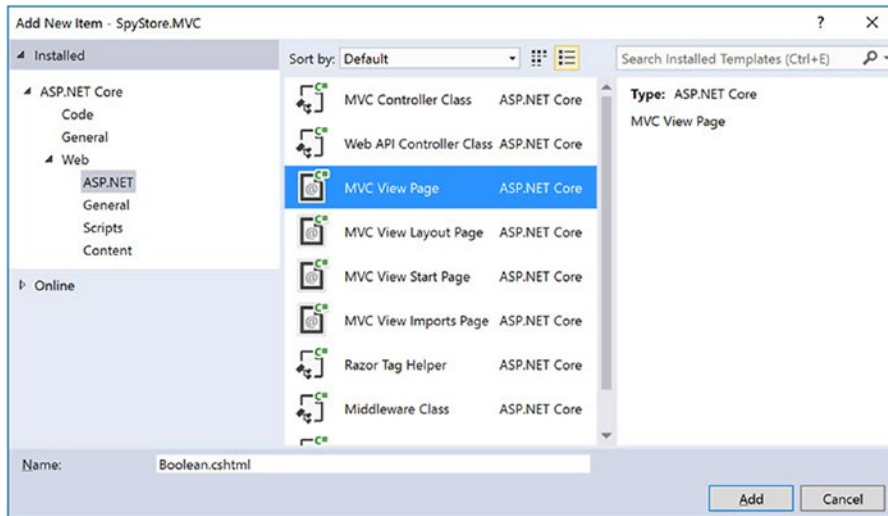 Add New Item - SpyStore.MVC
? ×
Installed
Sort by: Default
Search Installed Templates (Ctrl+E)
ASP.NET Core
Code
General
Web
ASP.NET
General
Scripts
Content
Online
MVC Controller Class ASP.NET Core
Web API Controller Class ASP.NET Core
MVC View Page ASP.NET Core
MVC View Layout Page ASP.NET Core
MVC View Start Page ASP.NET Core
MVC View Imports Page ASP.NET Core
Razor Tag Helper ASP.NET Core
Middleware Class ASP.NET Core
Type: ASP.NET Core
MVC View Page
Name: Boolean.cshtml
Add Cancel